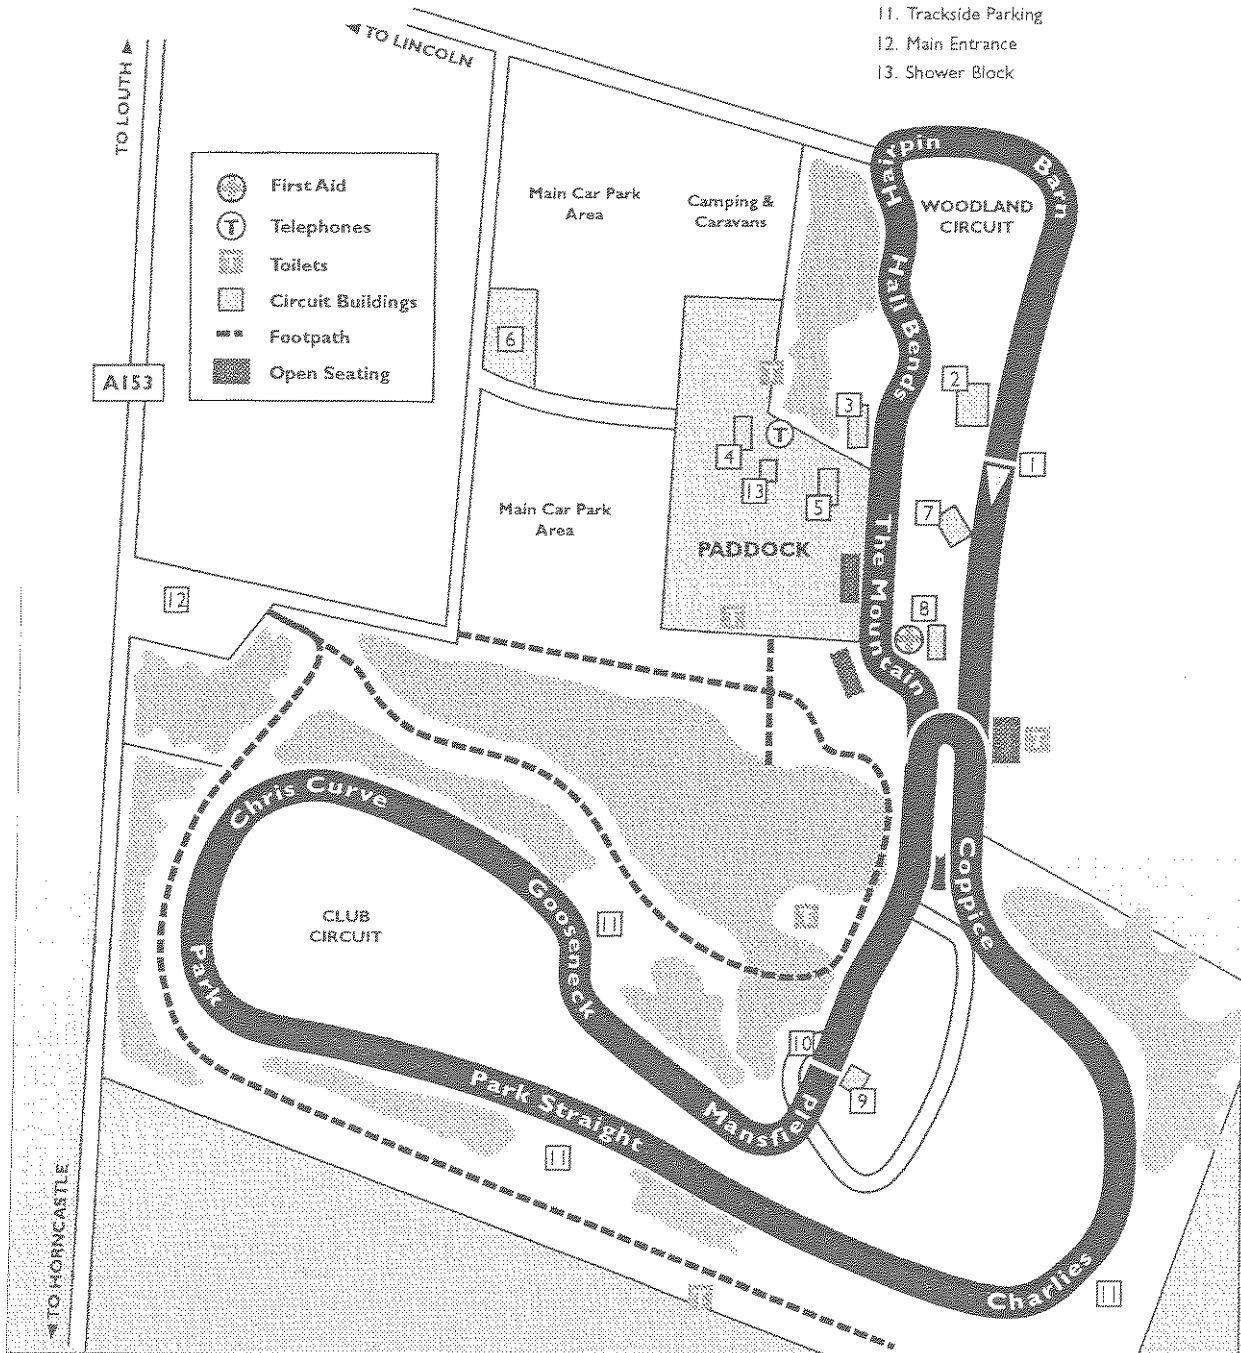 11. Trackside Parking
12. Main Entrance
13. Shower Block
TO LINCOLN
TO LOUTH
First Aid
T
Telephones
Toilets
Circuit Buildings
Footpath
Open Seating
A153
Main Car Park
Area
Camping &
Caravans
Hairpin
Barn
WOODLAND
CIRCUIT
Hall Bends
6
2
3
T
4
13
5
1
Main Car Park
Area
PADDOCK
7
The Mountain
8
12
Chris Curve
Coppice
Gooseneck
11
CLUB
CIRCUIT
Park
10
9
Park Straight
Mansfield
11
Charlies
11
TO HORNCASTLE